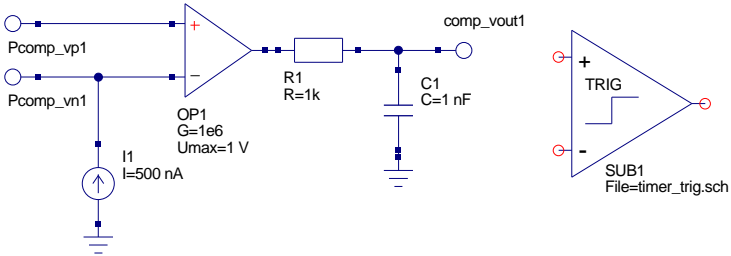 comp_vout1
Pcomp_vp1
+
TRIG
+
-
Pcomp_vn1
−
R1
R=1k
C1
C=1 nF
OP1
G=1e6
Umax=1 V
I1
I=500 nA
SUB1
File=timer_trig.sch